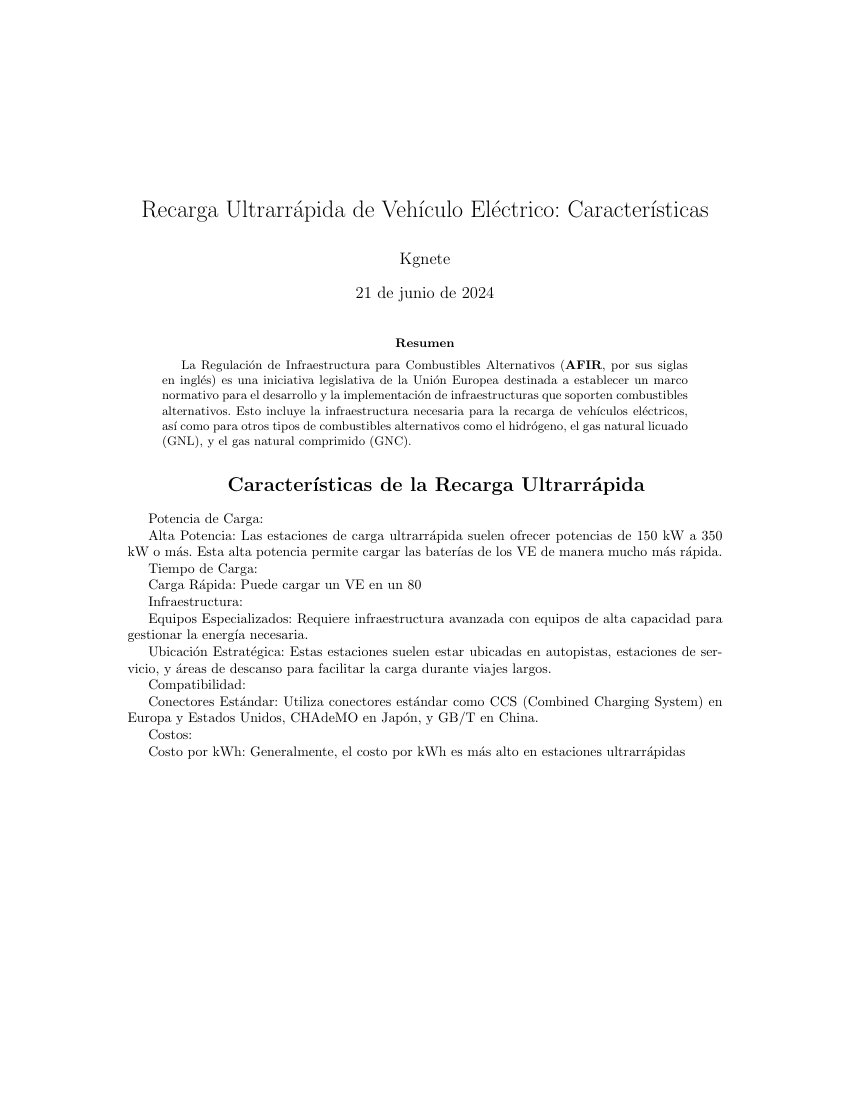 Recarga Ultrarrápida de Vehículo Eléctrico: Características
Kgnete
21 de junio de 2024
Resumen
La Regulación de Infraestructura para Combustibles Alternativos (AFIR, por sus siglas
en inglés) es una iniciativa legislativa de la Unión Europea destinada a establecer un marco
normativo para el desarrollo y la implementación de infraestructuras que soporten combustibles
alternativos. Esto incluye la infraestructura necesaria para la recarga de vehículos eléctricos,
así como para otros tipos de combustibles alternativos como el hidrógeno, el gas natural licuado
(GNL), y el gas natural comprimido (GNC).
Características de la Recarga Ultrarrápida
Potencia de Carga:
Alta Potencia: Las estaciones de carga ultrarrápida suelen ofrecer potencias de 150 kW a 350
kW o más. Esta alta potencia permite cargar las baterías de los VE de manera mucho más rápida.
Tiempo de Carga:
Carga Rápida: Puede cargar un VE en un 80
Infraestructura:
Equipos Especializados: Requiere infraestructura avanzada con equipos de alta capacidad para
gestionar la energía necesaria.
Ubicación Estratégica: Estas estaciones suelen estar ubicadas en autopistas, estaciones de ser-
vicio, y áreas de descanso para facilitar la carga durante viajes largos.
Compatibilidad:
Conectores Estándar: Utiliza conectores estándar como CCS (Combined Charging System) en
Europa y Estados Unidos, CHAdeMO en Japón, y GB/T en China.
Costos:
Costo por kWh: Generalmente, el costo por kWh es más alto en estaciones ultrarrápidas